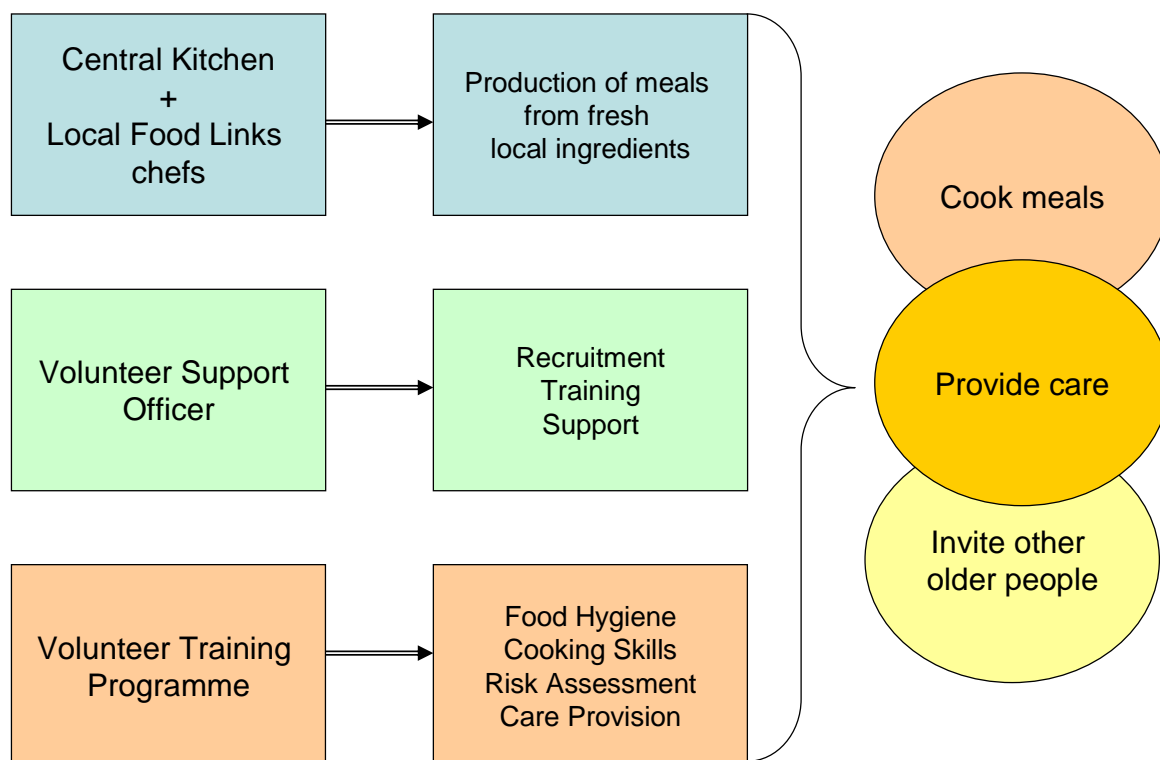 Central Kitchen
+
Local Food Links
chefs
Production of meals
from fresh
local ingredients
Cook meals
Volunteer Support
Officer
Recruitment
Training
Support
Provide care
Volunteer Training
Programme
Food Hygiene
Cooking Skills
Risk Assessment
Care Provision
Invite other
older people